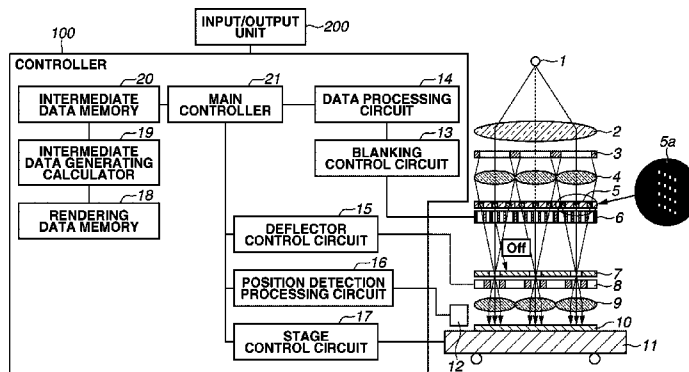 INPUT/OUTPUT
UNIT
200
100
CONTROLLER
20
INTERMEDIATE
DATA MEMORY
21
MAIN
CONTROLLER
14
DATA PROCESSING
CIRCUIT
19
INTERMEDIATE
DATA GENERATING
CALCULATOR
13
BLANKING
CONTROL CIRCUIT
18
RENDERING
DATA MEMORY
15
DEFLECTOR
CONTROL CIRCUIT
16
POSITION DETECTION
PROCESSING CIRCUIT
17
STAGE
CONTROL CIRCUIT
1
2
3
4
5
5a
6
Off
7
8
9
10
11
12